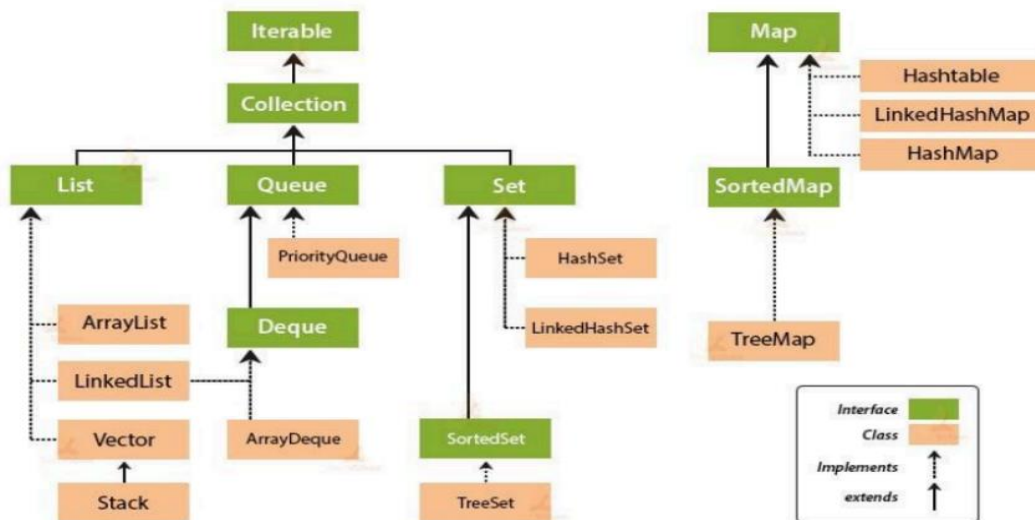 Iterable
Map
Hashtable
Collection
LinkedHashMap
HashMap
List
Queue
Set
SortedMap
PriorityQueue
HashSet
ArrayList
Deque
LinkedHashSet
TreeMap
LinkedList
Interface
Vector
ArrayDeque
SortedSet
Class
Implements
Stack
TreeSet
extends